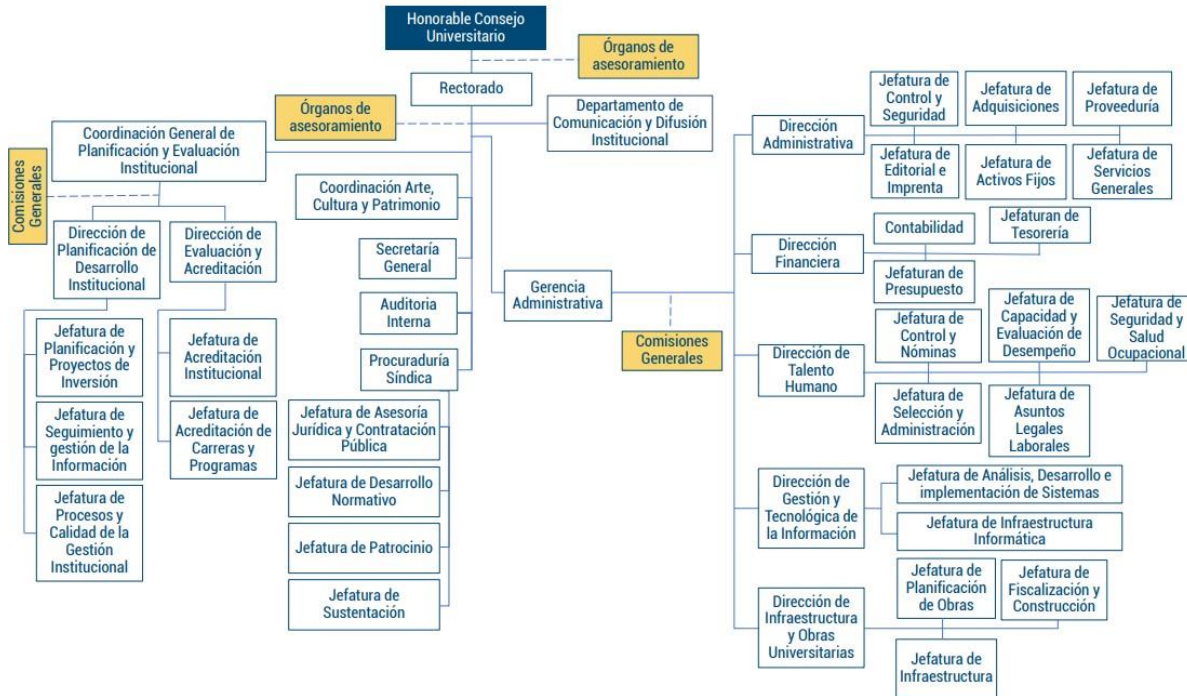 Honorable Consejo
Universitario
Órganos de
asesoramiento
Rectorado
Órganos de
asesoramiento
Departamento de
Comunicación y Difusión
Institucional
Coordinación General de
Planificación y Evaluación
Institucional
Comisiones
Generales
Dirección de
Planificación de
Desarrollo
Institucional
Dirección de
Evaluación y
Acreditación
Jefatura de
Planificación y
Proyectos de
Inversión
Jefatura de
Seguimiento y
gestión de la
Información
Jefatura de
Procesos y
Calidad de la
Gestión
Institucional
Jefatura de
Acreditación
Institucional
Jefatura de
Acreditación de
Carreras y
Programas
Coordinación Arte,
Cultura y Patrimonio
Secretaría
General
Auditoria
Interna
Procuraduría
Síndica
Jefatura de Asesoría
Jurídica y Contratación
Pública
Jefatura de Desarrollo
Normativo
Jefatura de Patrocinio
Jefatura de
Sustentación
Gerencia
Administrativa
Comisiones
Generales
Dirección
Administrativa
Jefatura de
Control y
Seguridad
Jefatura de
Adquisiciones
Jefatura de
Proveeduría
Jefatura de
Editorial e
Imprenta
Jefatura de
Activos Fijos
Jefatura de
Servicios
Generales
Dirección
Financiera
Contabilidad
Jefaturan de
Tesorería
Jefaturan de
Presupuesto
Dirección de
Talento
Humano
Jefatura de
Control y
Nóminas
Jefatura de
Capacidad y
Evaluación de
Desempeño
Jefatura de
Seguridad y
Salud
Ocupacional
Jefatura de
Selección y
Administración
Jefatura de
Asuntos
Legales
Laborales
Dirección de
Gestión y
Tecnológica de
la Información
Jefatura de Análisis, Desarrollo e
implementación de Sistemas
Jefatura de Infraestructura
Informática
Dirección de
Infraestructura
y Obras
Universitarias
Jefatura de
Planificación
de Obras
Jefatura de
Fiscalización y
Construcción
Jefatura de
Infraestructura